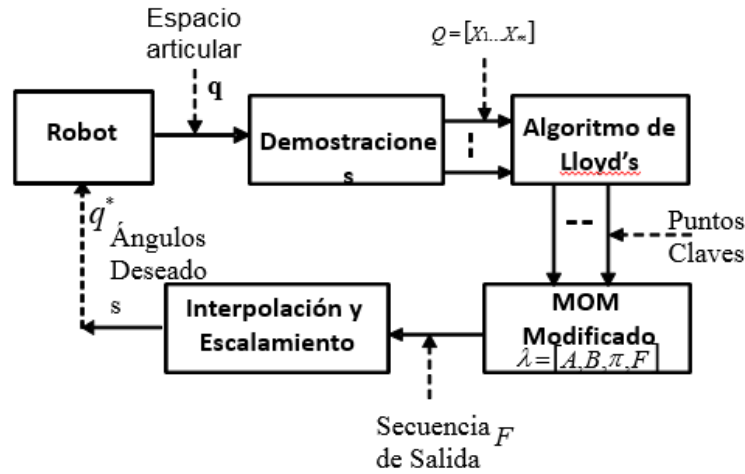 Espacio
articular
q
Q=[X₁...Xₘ]
Robot
Demostracione
s
Algoritmo de
Lloyd's
q*
Ángulos
Deseado
s
Puntos
Claves
Interpolación y
Escalamiento
MOM
Modificado
λ=[A,B,π,F]
Secuencia F
de Salida